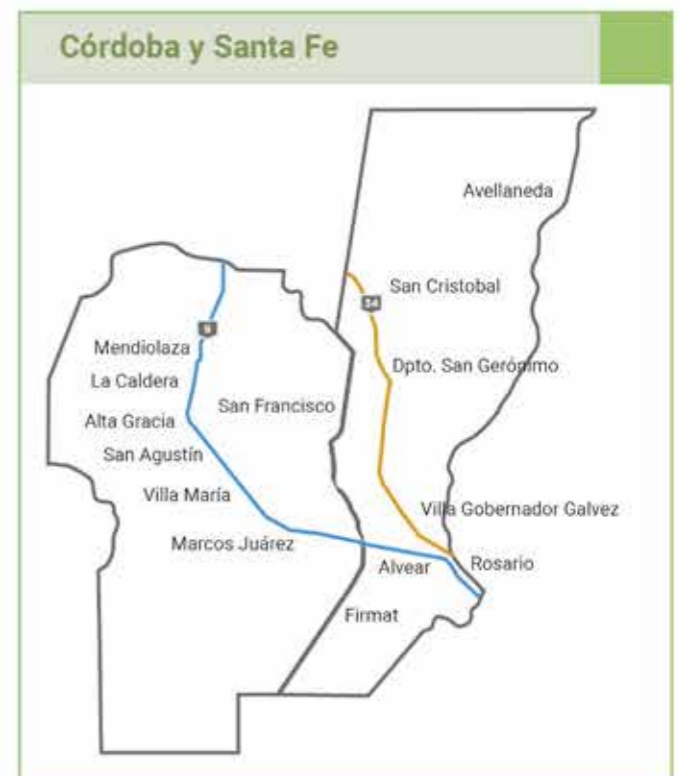 Córdoba y Santa Fe
Avellaneda
San Cristobal
34
9
Mendiolaza
Dpto. San Gerónimo
La Caldera
San Francisco
Alta Gracia
San Agustín
Villa María
Villa Gobernador Galvez
Marcos Juárez
Alvear
Rosario
Firmat